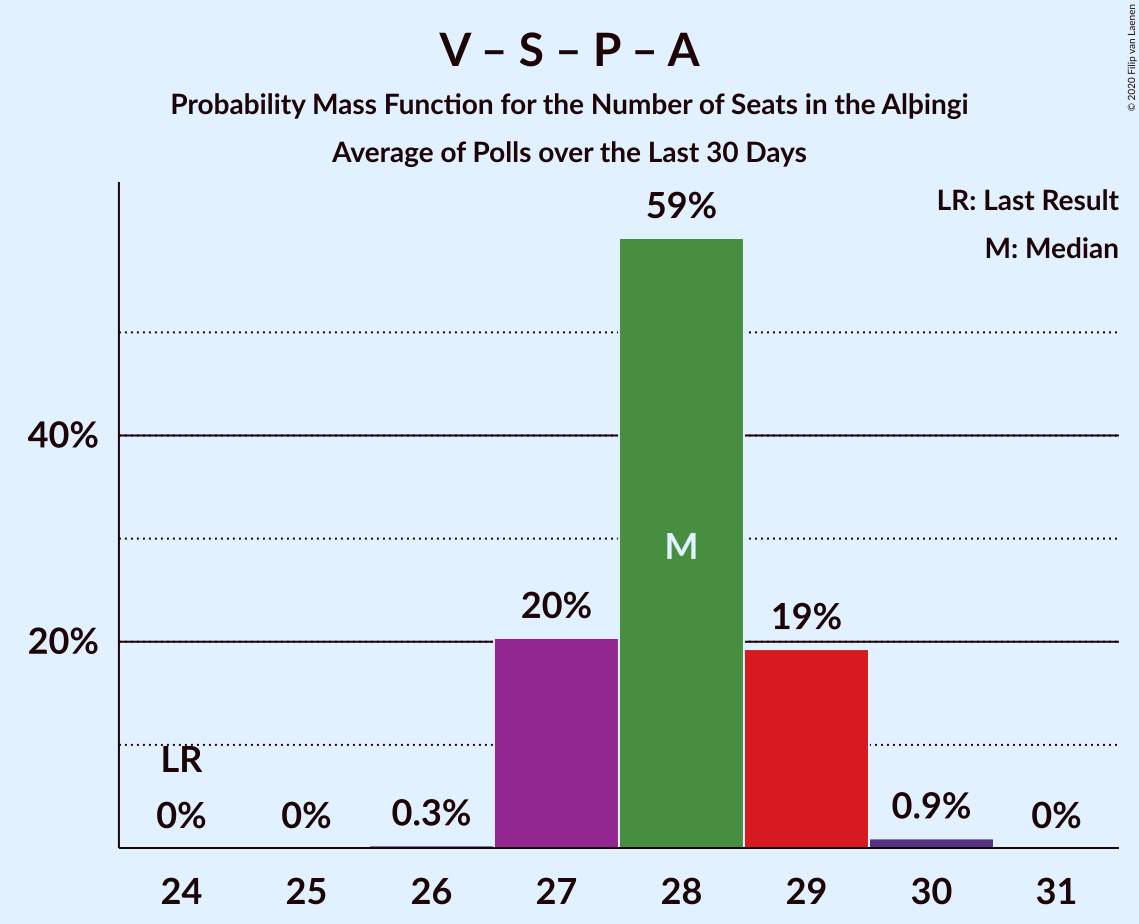 V – S – P – A
Probability Mass Function for the Number of Seats in the Alþingi
Average of Polls over the Last 30 Days
© 2020 Filip van Laenen
LR: Last Result
M: Median
59%
40%
M
20%
20%
19%
LR
0%
0%
0.3%
0.9%
0%
24 25 26 27 28 29 30 31